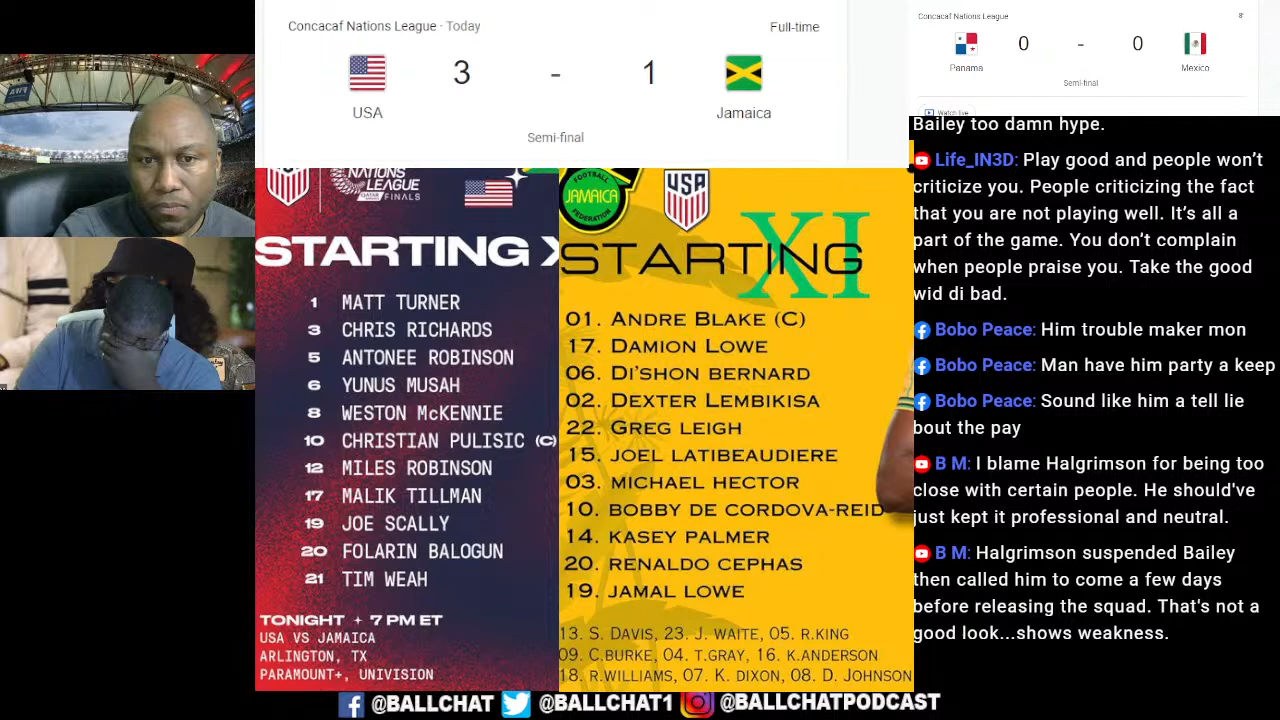 Concacaf Nations League · Today
Full-time
3 - 1
USA
Jamaica
Semi-final
Concacaf Nations League
8'
0 - 0
Panama
Mexico
Semi-final
Watch live
NATIONS
LEAGUE
FINALS
STARTING X
1 MATT TURNER
3 CHRIS RICHARDS
5 ANTONEE ROBINSON
6 YUNUS MUSAH
8 WESTON McKENNIE
10 CHRISTIAN PULISIC (C)
12 MILES ROBINSON
17 MALIK TILLMAN
19 JOE SCALLY
20 FOLARIN BALOGUN
21 TIM WEAH
TONIGHT + 7 PM ET
USA VS JAMAICA
ARLINGTON, TX
PARAMOUNT+, UNIVISION
FOOTBALL
JAMAICA
FEDERATION
USA
STARTING XI
01. ANDRE BLAKE (C)
17. DAMION LOWE
06. DI'SHON BERNARD
02. DEXTER LEMBIKISA
22. GREG LEIGH
15. JOEL LATIBEAUDIERE
03. MICHAEL HECTOR
10. BOBBY DE CORDOVA-REID
14. KASEY PALMER
20. RENALDO CEPHAS
19. JAMAL LOWE
13. S. DAVIS, 23. J. WAITE, 05. R.KING
09. C.BURKE, 04. T.GRAY, 16. K.ANDERSON
18. R.WILLIAMS, 07. K. DIXON, 08. D. JOHNSON
Bailey too damn hype.
Life_IN3D: Play good and people won't
criticize you. People criticizing the fact
that you are not playing well. It's all a
part of the game. You don't complain
when people praise you. Take the good
wid di bad.
Bobo Peace: Him trouble maker mon
Bobo Peace: Man have him party a keep
Bobo Peace: Sound like him a tell lie
bout the pay
B M: I blame Halgrimson for being too
close with certain people. He should've
just kept it professional and neutral.
B M: Halgrimson suspended Bailey
then called him to come a few days
before releasing the squad. That's not a
good look...shows weakness.
@BALLCHAT @BALLCHAT1 @BALLCHATPODCAST